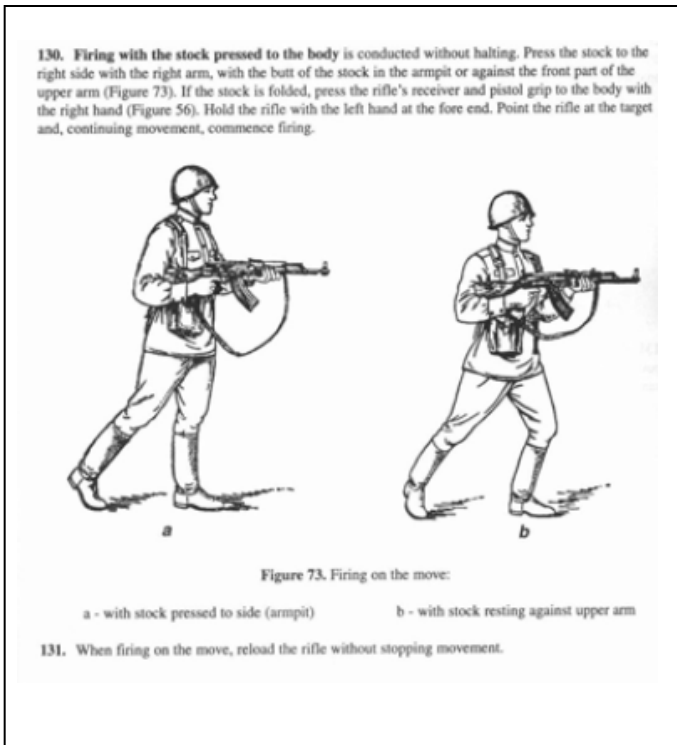 130. Firing with the stock pressed to the body is conducted without halting. Press the stock to the
right side with the right arm, with the butt of the stock in the armpit or against the front part of the
upper arm (Figure 73). If the stock is folded, press the rifle's receiver and pistol grip to the body with
the right hand (Figure 56). Hold the rifle with the left hand at the fore end. Point the rifle at the target
and, continuing movement, commence firing.
a
b
Figure 73. Firing on the move:
a - with stock pressed to side (armpit)
b - with stock resting against upper arm
131. When firing on the move, reload the rifle without stopping movement.